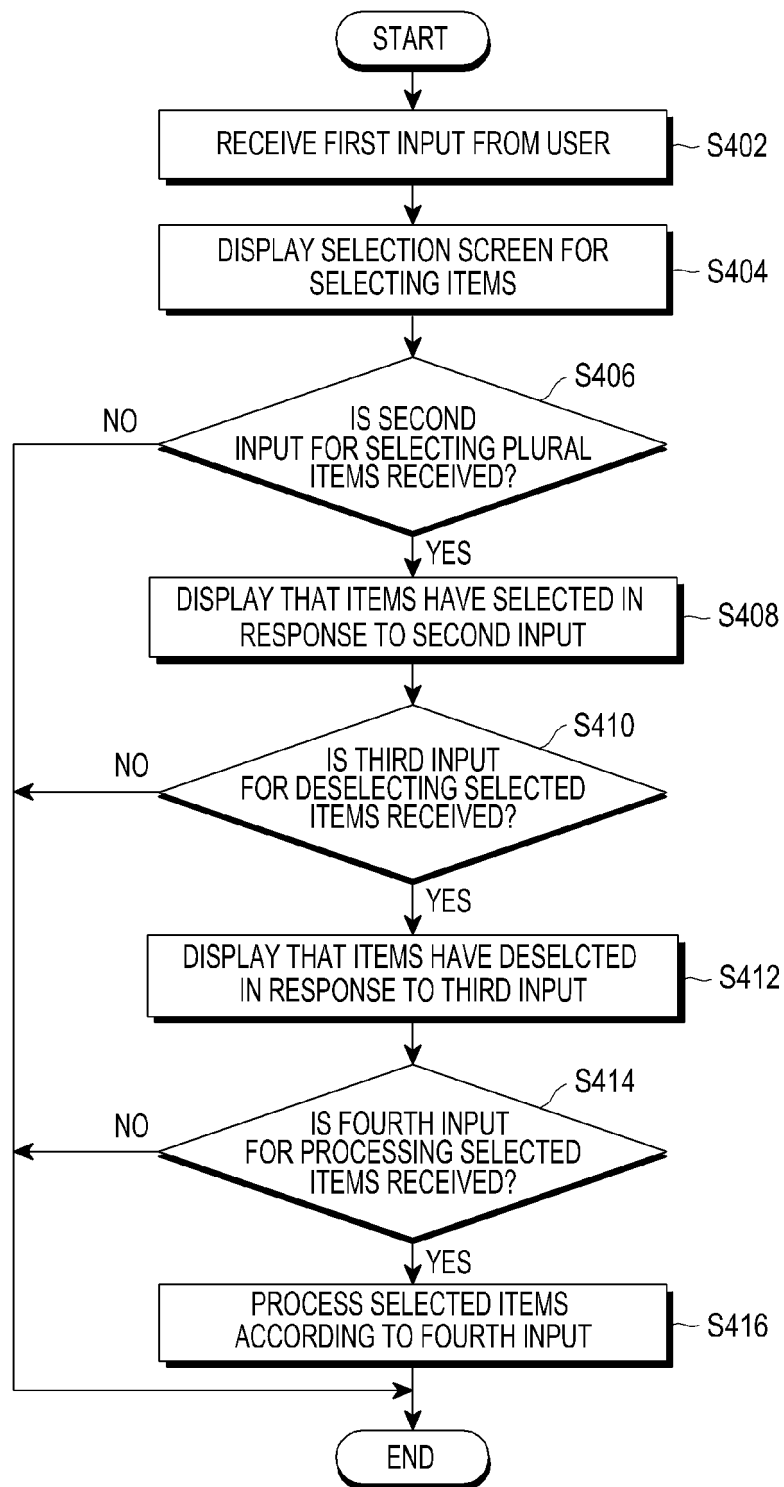 START
RECEIVE FIRST INPUT FROM USER
S402
DISPLAY SELECTION SCREEN FOR
SELECTING ITEMS
S404
S406
NO
IS SECOND
INPUT FOR SELECTING PLURAL
ITEMS RECEIVED?
YES
DISPLAY THAT ITEMS HAVE SELECTED IN
RESPONSE TO SECOND INPUT
S408
S410
NO
IS THIRD INPUT
FOR DESELECTING SELECTED
ITEMS RECEIVED?
YES
DISPLAY THAT ITEMS HAVE DESELCTED
IN RESPONSE TO THIRD INPUT
S412
S414
NO
IS FOURTH INPUT
FOR PROCESSING SELECTED
ITEMS RECEIVED?
YES
PROCESS SELECTED ITEMS
ACCORDING TO FOURTH INPUT
S416
END